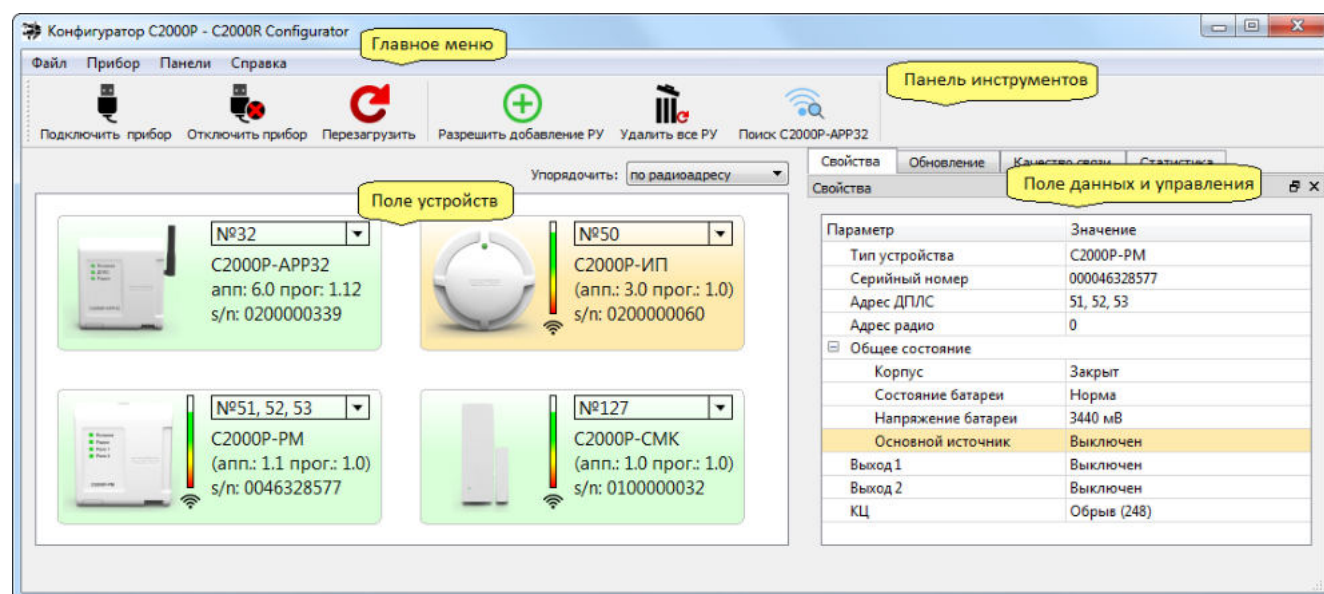 Конфигуратор С2000Р - C2000R Configurator
Главное меню
Файл Прибор Панели Справка
Панель инструментов
Подключить прибор Отключить прибор Перезагрузить Разрешить добавление РУ Удалить все РУ Поиск С2000Р-АРР32
Упорядочить: по радиоадресу
Поле устройств
Свойства Обновление Качество связи Статистика
Свойства
Поле данных и управления
№32
С2000Р-АРР32
апп: 6.0 прог: 1.12
s/n: 0200000339
№50
С2000Р-ИП
(апп.: 3.0 прог.: 1.0)
s/n: 0200000060
№51, 52, 53
С2000Р-РМ
(апп.: 1.1 прог.: 1.0)
s/n: 0046328577
№127
С2000Р-СМК
(апп.: 1.0 прог.: 1.0)
s/n: 0100000032
Параметр Значение
Тип устройства С2000Р-РМ
Серийный номер 000046328577
Адрес ДПЛС 51, 52, 53
Адрес радио 0
Общее состояние
Корпус Закрыт
Состояние батареи Норма
Напряжение батареи 3440 мВ
Основной источник Выключен
Выход 1 Выключен
Выход 2 Выключен
КЦ Обрыв (248)